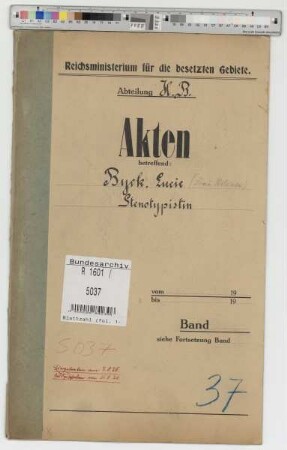 Reichsministerium für die besetzten Gebiete.
Abteilung H.B.
Akten
betreffend:
Byck, Lucie
Stenotypistin
Bundesarchiv
R 1601 /
5037
vom 19
bis 19
Band
siehe Fortsetzung Band
5037
37